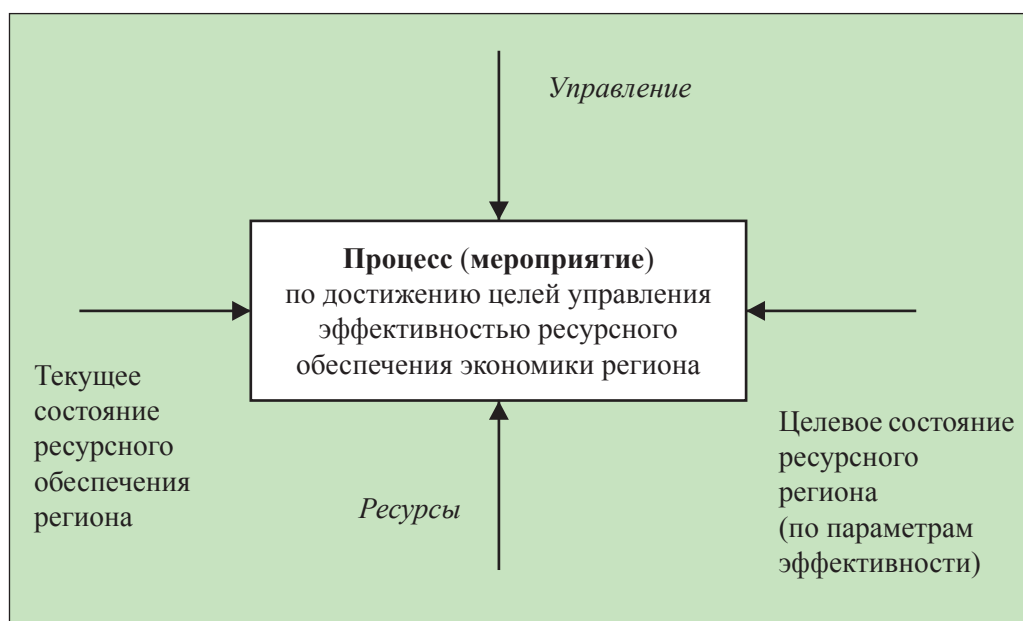 Управление
Процесс (мероприятие)
по достижению целей управления
эффективностью ресурсного
обеспечения экономики региона
Текущее
состояние
ресурсного
обеспечения
региона
Целевое состояние
ресурсного
региона
(по параметрам
эффективности)
Ресурсы